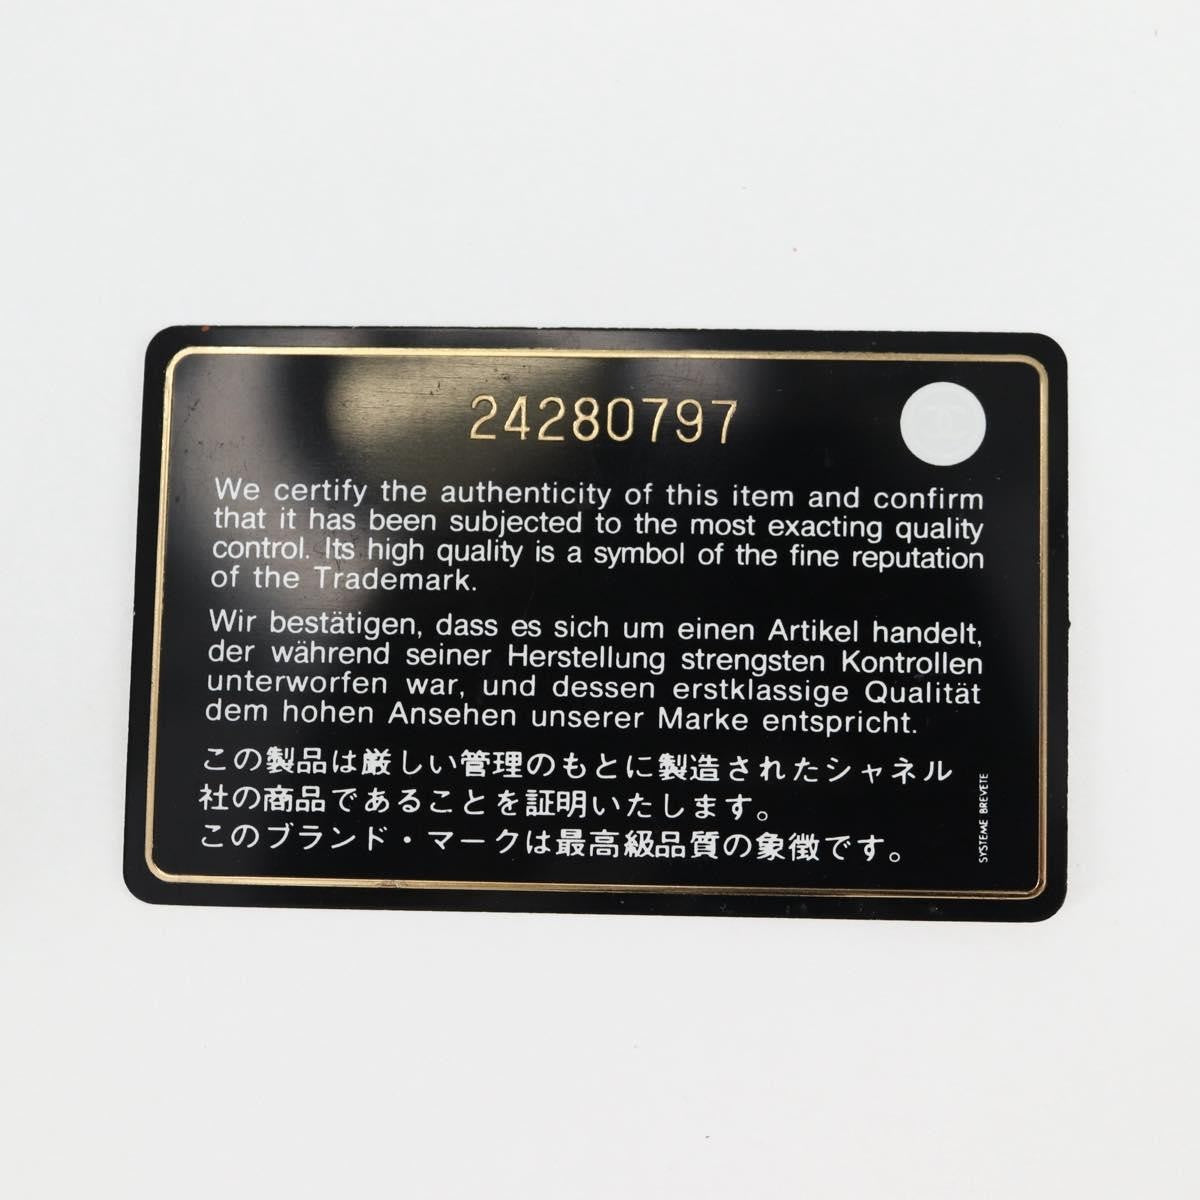 24280797
We certify the authenticity of this item and confirm
that it has been subjected to the most exacting quality
control. Its high quality is a symbol of the fine reputation
of the Trademark.
Wir bestätigen, dass es sich um einen Artikel handelt,
der während seiner Herstellung strengsten Kontrollen
unterworfen war, und dessen erstklassige Qualität
dem hohen Ansehen unserer Marke entspricht.
この製品は厳しい管理のもとに製造されたシャネル
社の商品であることを証明いたします。
このブランド・マークは最高級品質の象徴です。
SYSTEME BREVETE